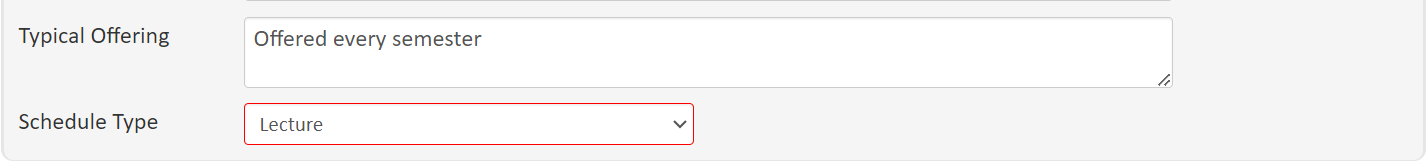 Typical Offering
Offered every semester
Schedule Type
Lecture